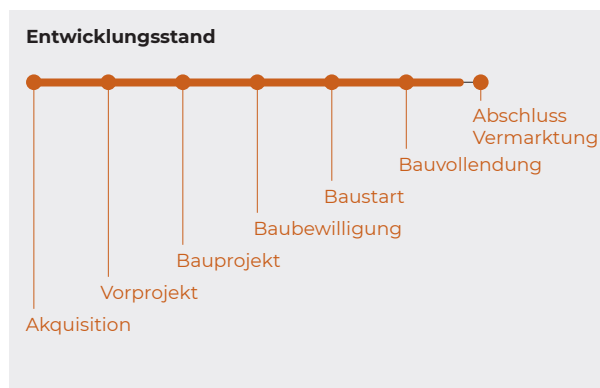 Entwicklungsstand
Abschluss
Vermarktung
Bauvollendung
Baustart
Baubewilligung
Bauprojekt
Vorprojekt
Akquisition